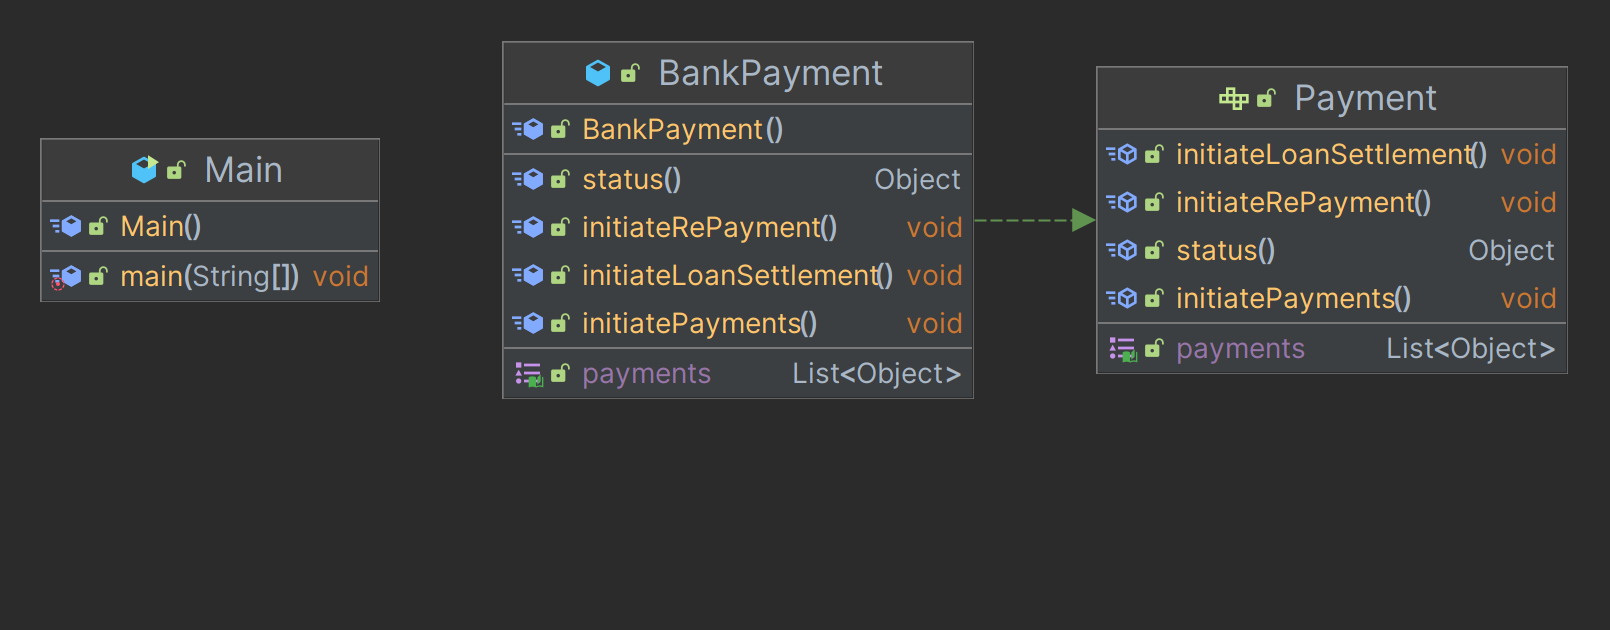 Main
Main()
main(String[]) void
BankPayment
BankPayment()
status() Object
initiateRePayment() void
initiateLoanSettlement() void
initiatePayments() void
payments List<Object>
Payment
initiateLoanSettlement() void
initiateRePayment() void
status() Object
initiatePayments() void
payments List<Object>